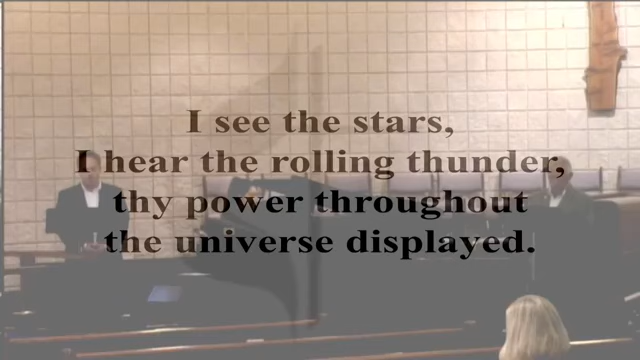 I see the stars,
I hear the rolling thunder,
thy power throughout
the universe displayed.